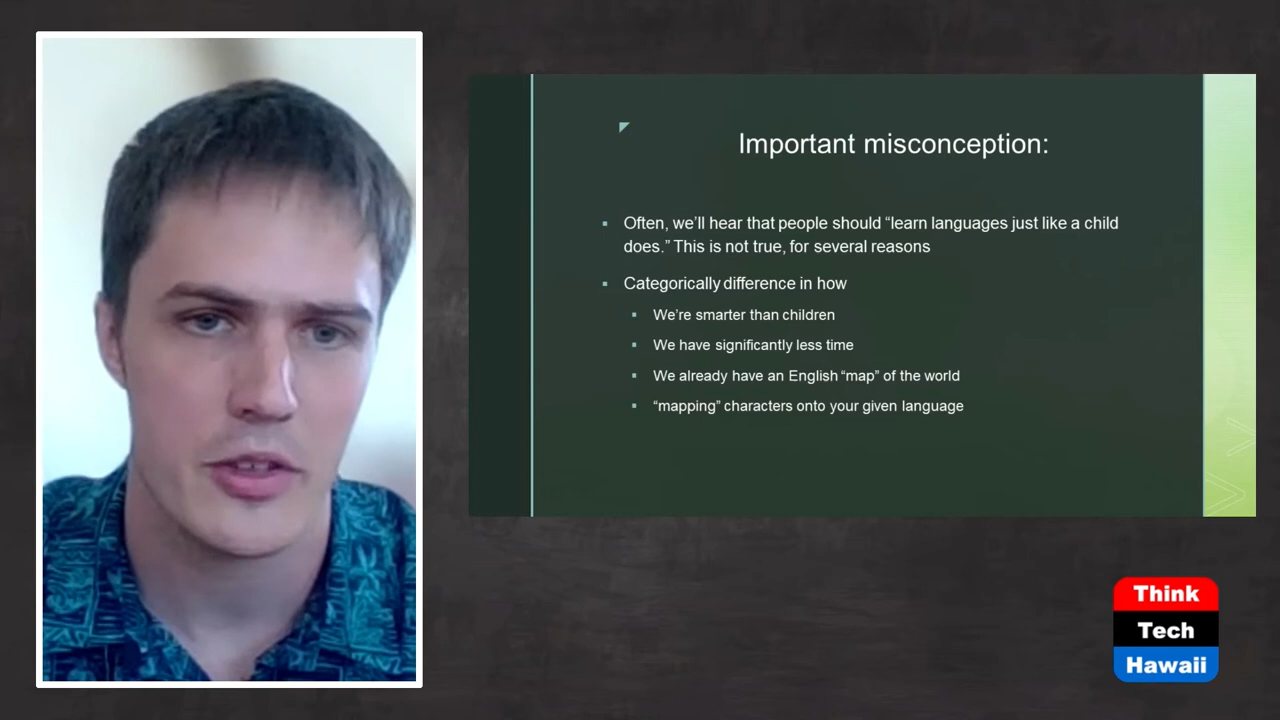 Important misconception:
Often, we'll hear that people should “learn languages just like a child
does.” This is not true, for several reasons
Categorically difference in how
We're smarter than children
We have significantly less time
We already have an English “map” of the world
“mapping” characters onto your given language
Think
Tech
Hawaii